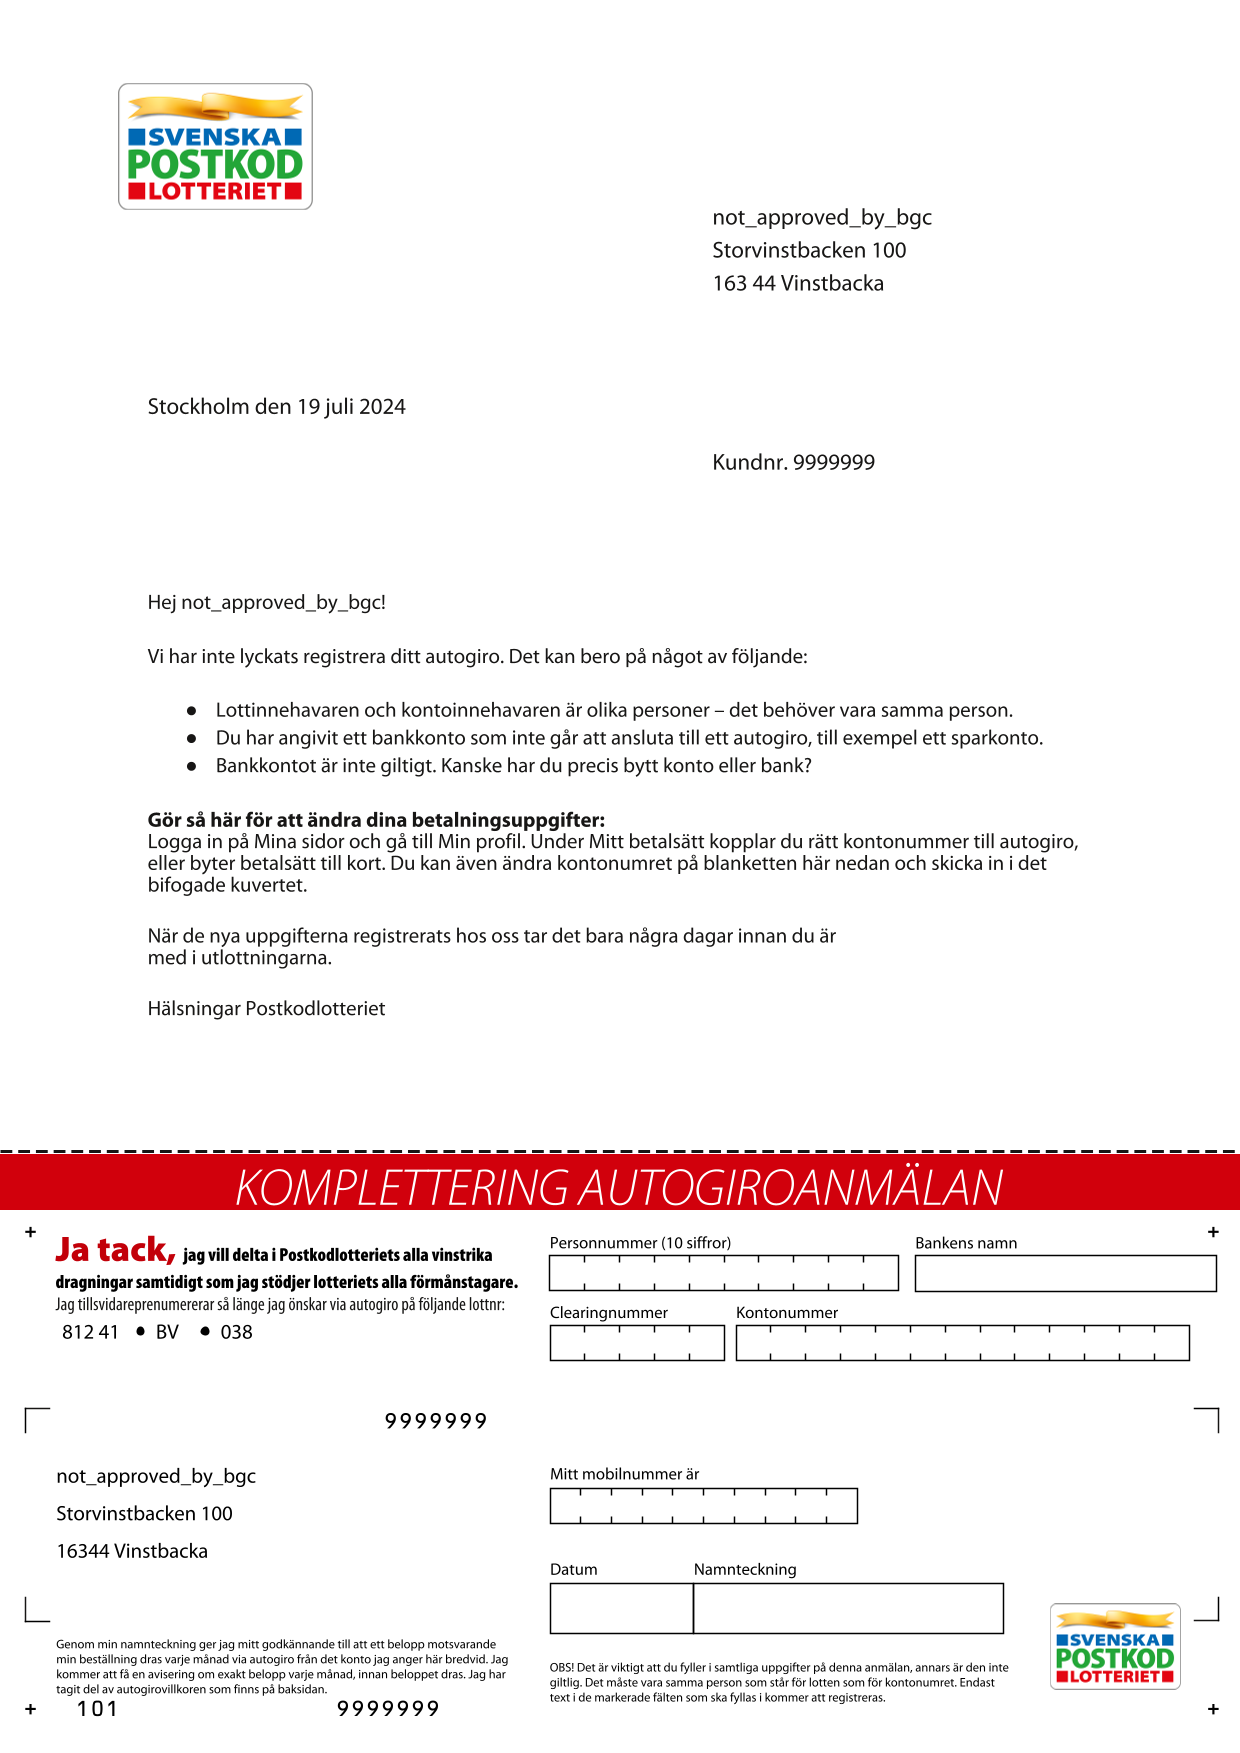 SVENSKA
POSTKOD
LOTTERIET
not_approved_by_bgc
Storvinstbacken 100
163 44 Vinstbacka
Stockholm den 19 juli 2024
Kundnr. 9999999
Hej not_approved_by_bgc!
Vi har inte lyckats registrera ditt autogiro. Det kan bero på något av följande:
● Lottinnehavaren och kontoinnehavaren är olika personer – det behöver vara samma person.
● Du har angivit ett bankkonto som inte går att ansluta till ett autogiro, till exempel ett sparkonto.
● Bankkontot är inte giltigt. Kanske har du precis bytt konto eller bank?
Gör så här för att ändra dina betalningsuppgifter:
Logga in på Mina sidor och gå till Min profil. Under Mitt betalsätt kopplar du rätt kontonummer till autogiro,
eller byter betalsätt till kort. Du kan även ändra kontonumret på blanketten här nedan och skicka in i det
bifogade kuvertet.
När de nya uppgifterna registrerats hos oss tar det bara några dagar innan du är
med i utlottningarna.
Hälsningar Postkodlotteriet
KOMPLETTERING AUTOGIROANMÄLAN
Ja tack, jag vill delta i Postkodlotteriets alla vinstrika
dragningar samtidigt som jag stödjer lotteriets alla förmånstagare.
Jag tillsvidareprenumererar så länge jag önskar via autogiro på följande lottnr:
812 41 ● BV ● 038
Personnummer (10 siffror)
Bankens namn
Clearingnummer
Kontonummer
9999999
not_approved_by_bgc
Storvinstbacken 100
16344 Vinstbacka
Mitt mobilnummer är
Datum
Namnteckning
Genom min namnteckning ger jag mitt godkännande till att ett belopp motsvarande
min beställning dras varje månad via autogiro från det konto jag anger här bredvid. Jag
kommer att få en avisering om exakt belopp varje månad, innan beloppet dras. Jag har
tagit del av autogirovillkoren som finns på baksidan.
101 9999999
OBS! Det är viktigt att du fyller i samtliga uppgifter på denna anmälan, annars är den inte
giltlig. Det måste vara samma person som står för lotten som för kontonumret. Endast
text i de markerade fälten som ska fyllas i kommer att registreras.
SVENSKA
POSTKOD
LOTTERIET